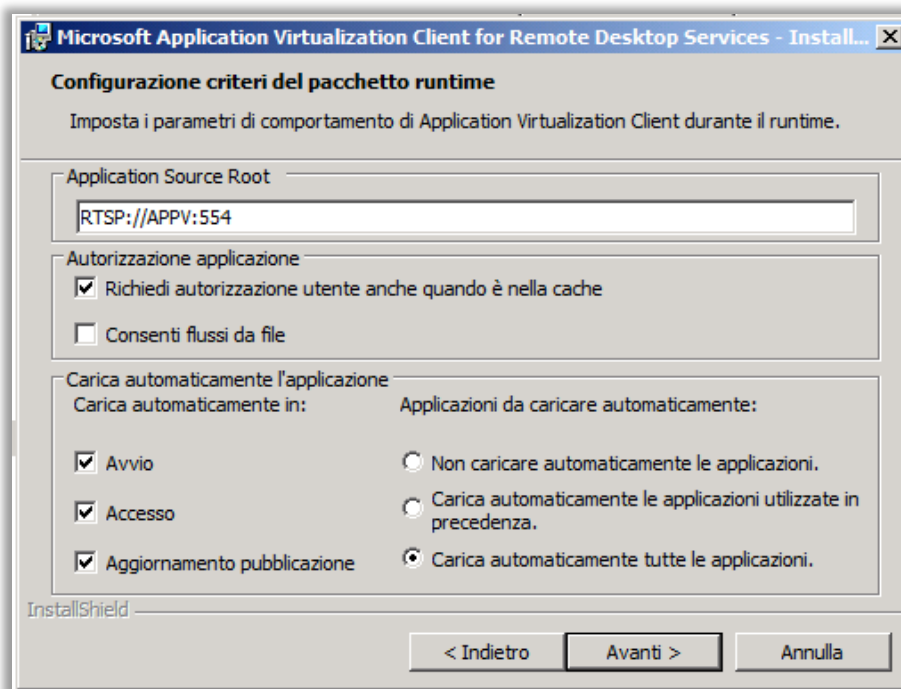 Microsoft Application Virtualization Client for Remote Desktop Services - Install...
Configurazione criteri del pacchetto runtime
Imposta i parametri di comportamento di Application Virtualization Client durante il runtime.
Application Source Root
RTSP://APPV:554
Autorizzazione applicazione
Richiedi autorizzazione utente anche quando è nella cache
Consenti flussi da file
Carica automaticamente l'applicazione
Carica automaticamente in:
Applicazioni da caricare automaticamente:
Avvio
Non caricare automaticamente le applicazioni.
Accesso
Carica automaticamente le applicazioni utilizzate in
precedenza.
Aggiornamento pubblicazione
Carica automaticamente tutte le applicazioni.
InstallShield
< Indietro
Avanti >
Annulla